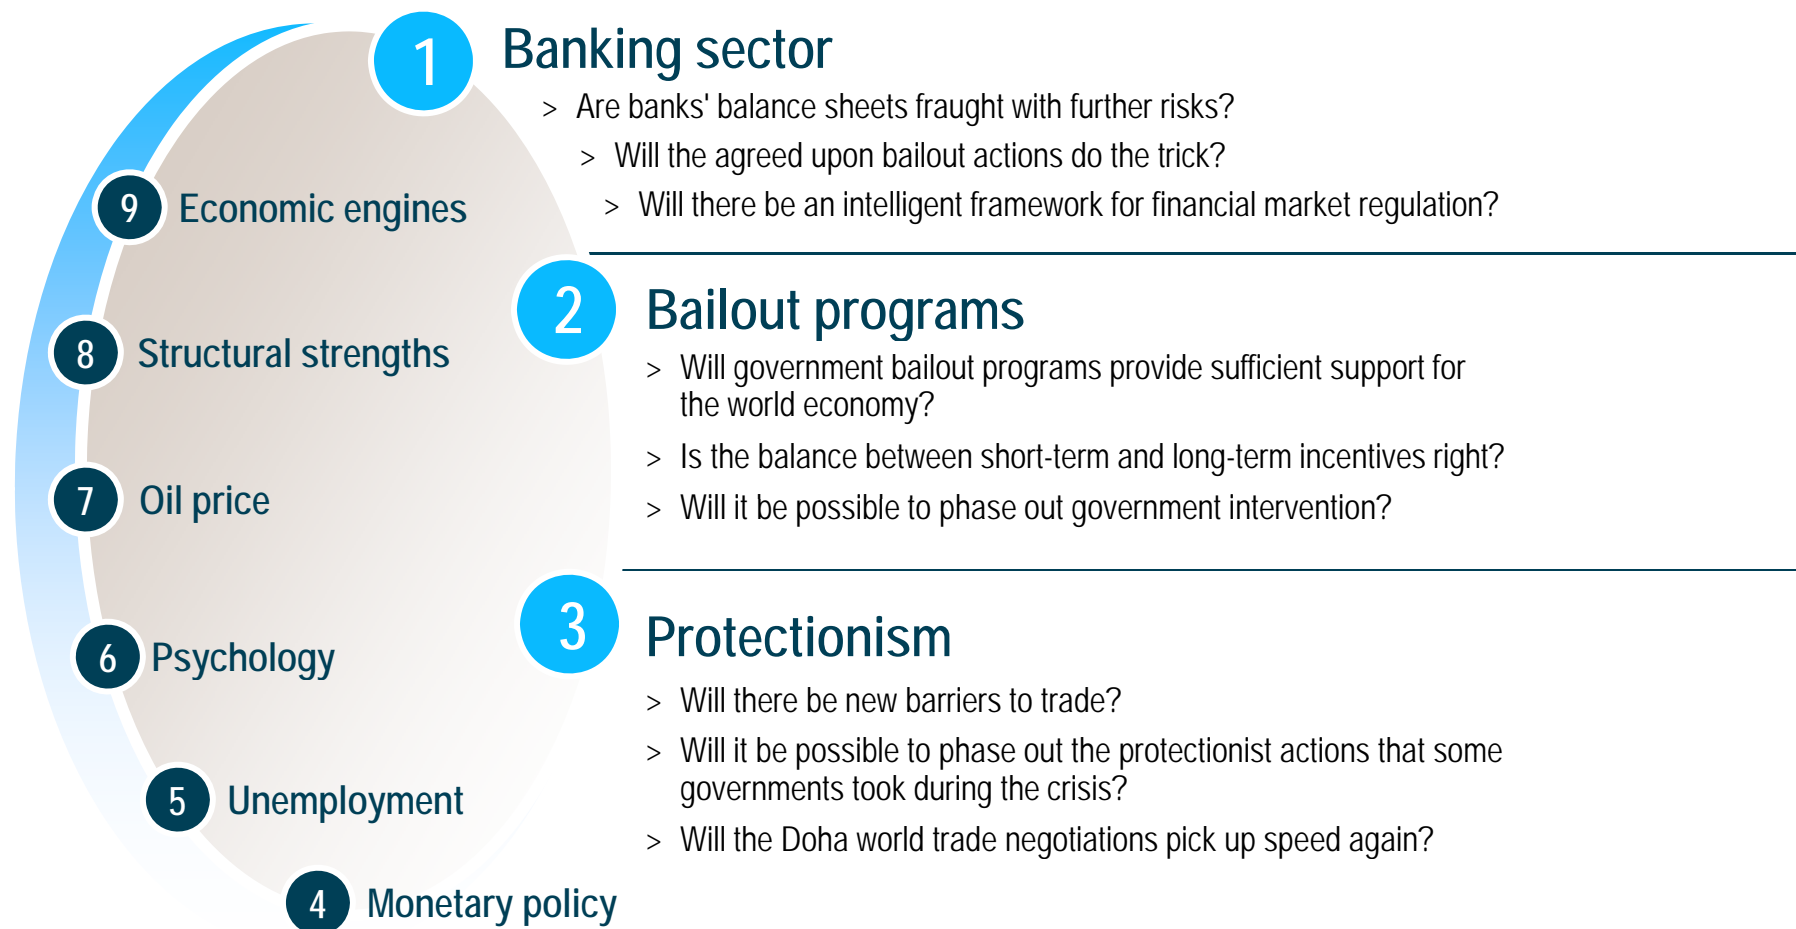 1 Banking sector
> Are banks' balance sheets fraught with further risks?
> Will the agreed upon bailout actions do the trick?
> Will there be an intelligent framework for financial market regulation?
2 Bailout programs
> Will government bailout programs provide sufficient support for
the world economy?
> Is the balance between short-term and long-term incentives right?
> Will it be possible to phase out government intervention?
3 Protectionism
> Will there be new barriers to trade?
> Will it be possible to phase out the protectionist actions that some
governments took during the crisis?
> Will the Doha world trade negotiations pick up speed again?
4 Monetary policy
5 Unemployment
6 Psychology
7 Oil price
8 Structural strengths
9 Economic engines